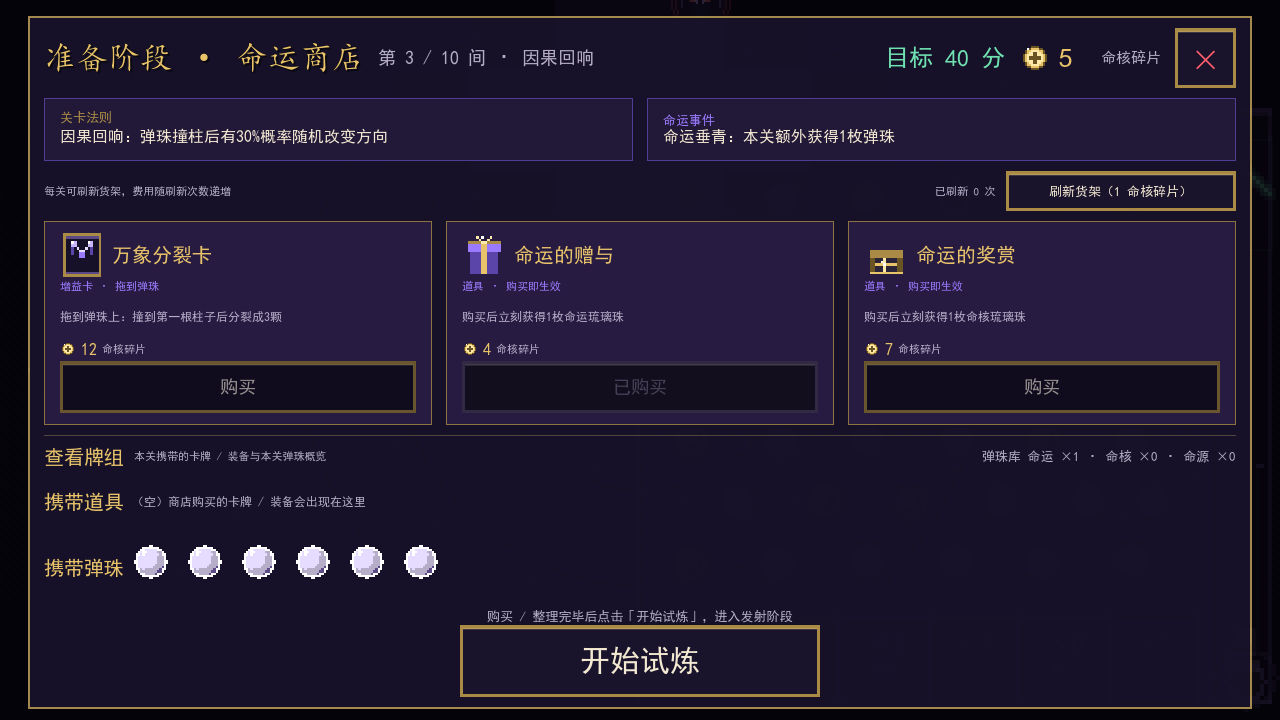 准备阶段 · 命运商店 第 3 / 10 间 · 因果回响 目标 40 分 5 命核碎片
关卡法则
因果回响: 弹珠撞柱后有30%概率随机改变方向
命运事件
命运垂青: 本关额外获得1枚弹珠
每关可刷新货架, 费用随刷新次数递增
已刷新 0 次
刷新货架 (1 命核碎片)
万象分裂卡
增益卡 · 拖到弹珠
拖到弹珠上: 撞到第一根柱子后分裂成3颗
12 命核碎片
购买
命运的赠与
道具 · 购买即生效
购买后立刻获得1枚命运琉璃珠
4 命核碎片
已购买
命运的奖赏
道具 · 购买即生效
购买后立刻获得1枚命核琉璃珠
7 命核碎片
购买
查看牌组 本关携带的卡牌 / 装备与本关弹珠概览
弹珠库 命运 ×1 · 命核 ×0 · 命源 ×0
携带道具 (空) 商店购买的卡牌 / 装备会出现在这里
携带弹珠
购买 / 整理完毕后点击「开始试炼」, 进入发射阶段
开始试炼